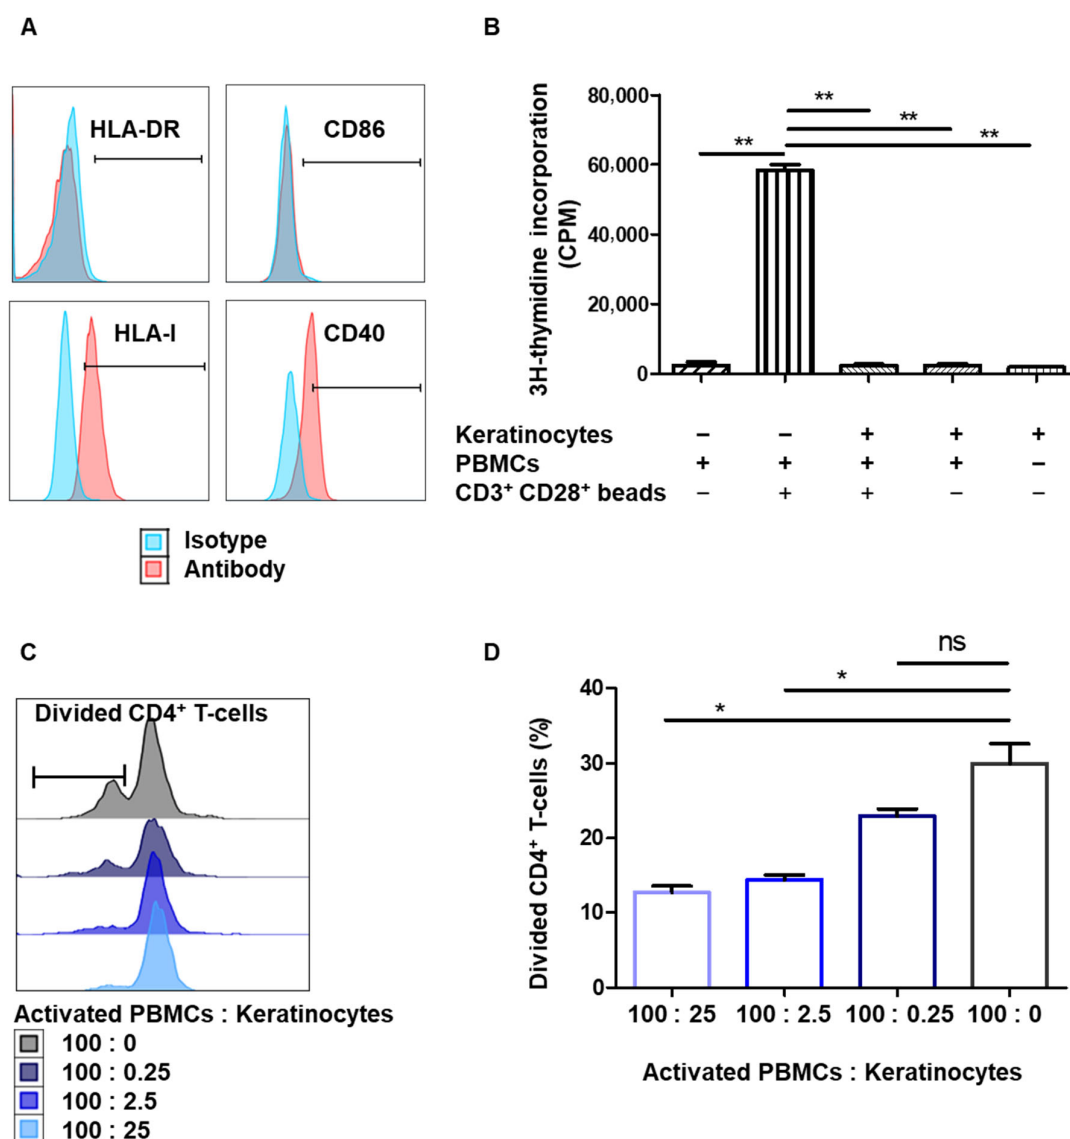 A
HLA-DR
CD86
HLA-I
CD40
Isotype
Antibody
B
3H-thymidine incorporation
(CPM)
80,000
60,000
40,000
20,000
0
**
**
**
**
Keratinocytes – – + + +
PBMCs + + + + –
CD3⁺ CD28⁺ beads – + + – –
C
Divided CD4⁺ T-cells
Activated PBMCs : Keratinocytes
100 : 0
100 : 0.25
100 : 2.5
100 : 25
D
Divided CD4⁺ T-cells (%)
40
30
20
10
0
ns
*
*
100 : 25 100 : 2.5 100 : 0.25 100 : 0
Activated PBMCs : Keratinocytes